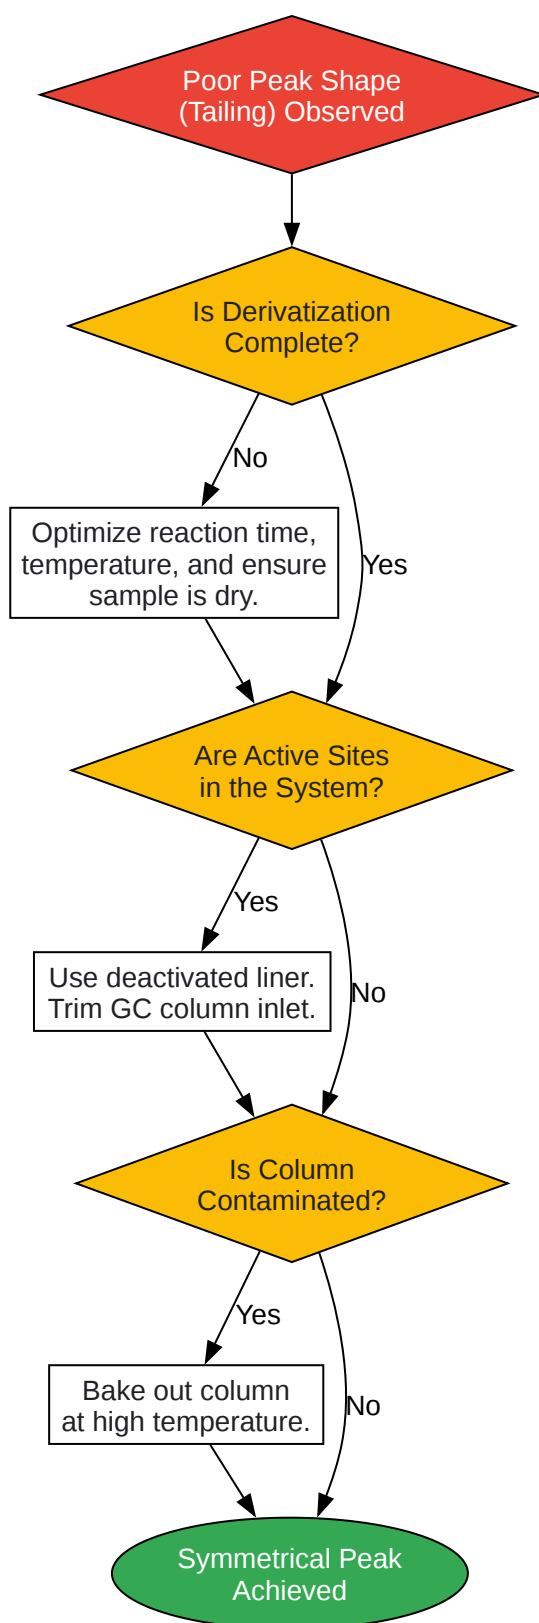 Poor Peak Shape
(Tailing) Observed
Is Derivatization
Complete?
No
Optimize reaction time,
temperature, and ensure
sample is dry.
Yes
Are Active Sites
in the System?
Yes
Use deactivated liner.
Trim GC column inlet.
No
Is Column
Contaminated?
Yes
Bake out column
at high temperature.
No
Symmetrical Peak
Achieved